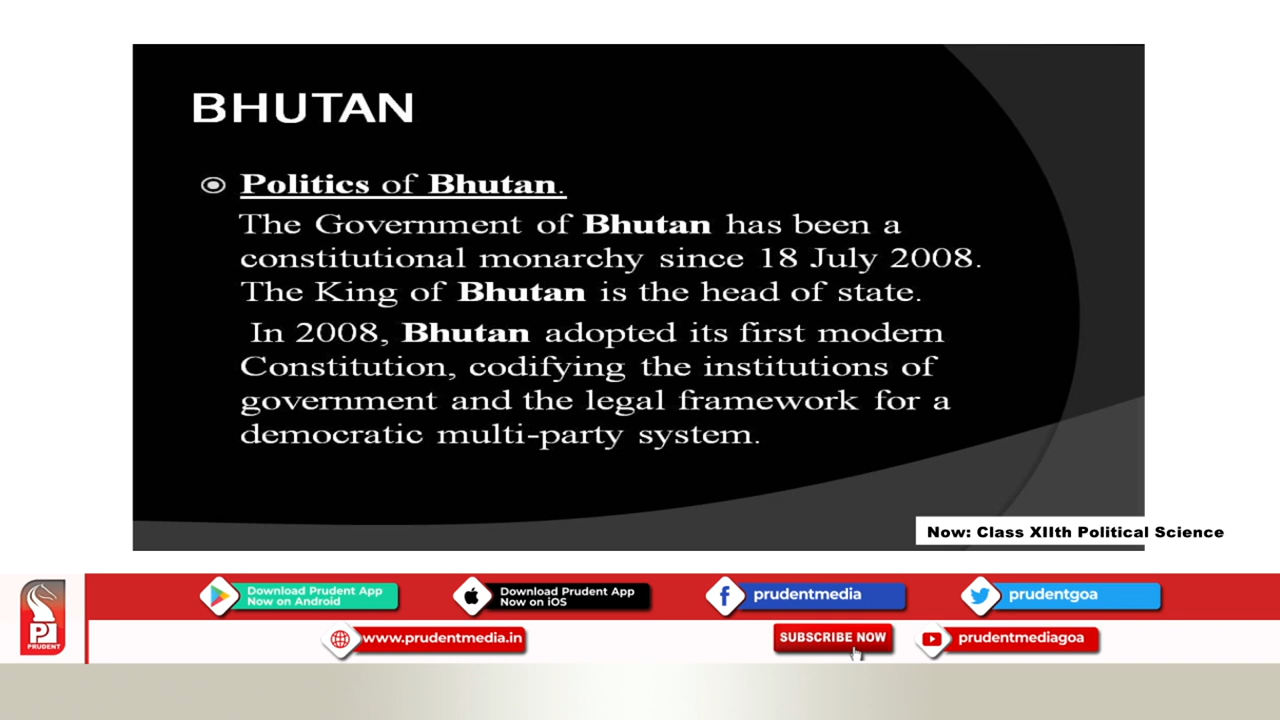 BHUTAN
Politics of Bhutan.
The Government of Bhutan has been a
constitutional monarchy since 18 July 2008.
The King of Bhutan is the head of state.
In 2008, Bhutan adopted its first modern
Constitution, codifying the institutions of
government and the legal framework for a
democratic multi-party system.
Now: Class XIIth Political Science
Download Prudent App
Now on Android
Download Prudent App
Now on iOS
prudentmedia
prudentgoa
PRUDENT
www.prudentmedia.in
SUBSCRIBE NOW
prudentmediagoa